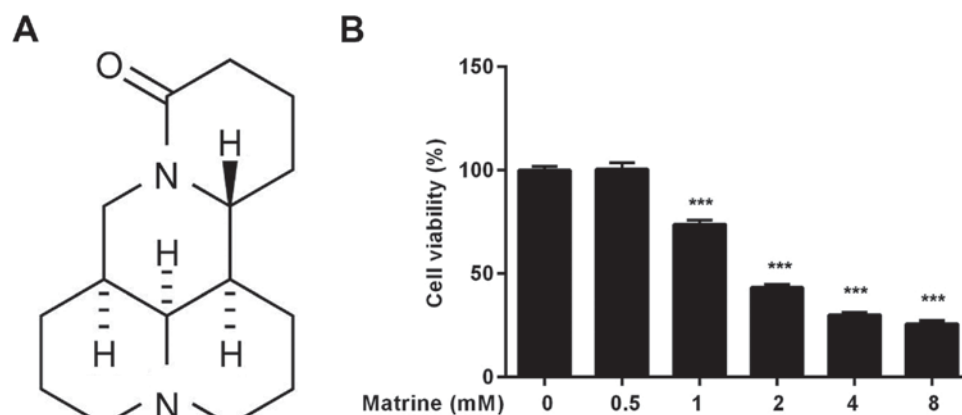 A
O
H
N
H
H
H
N
B
Cell viability (%)
150
100
50
0
***
***
***
***
Matrine (mM) 0 0.5 1 2 4 8